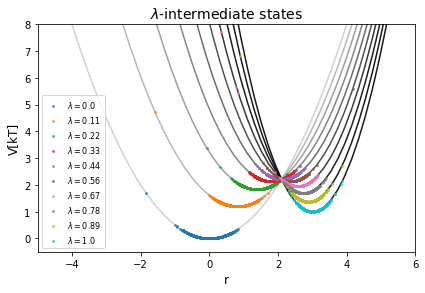 λ-intermediate states
V[kT]
8
7
6
5
4
3
2
1
0
λ = 0.0
λ = 0.11
λ = 0.22
λ = 0.33
λ = 0.44
λ = 0.56
λ = 0.67
λ = 0.78
λ = 0.89
λ = 1.0
−4 −2 0 2 4 6
r